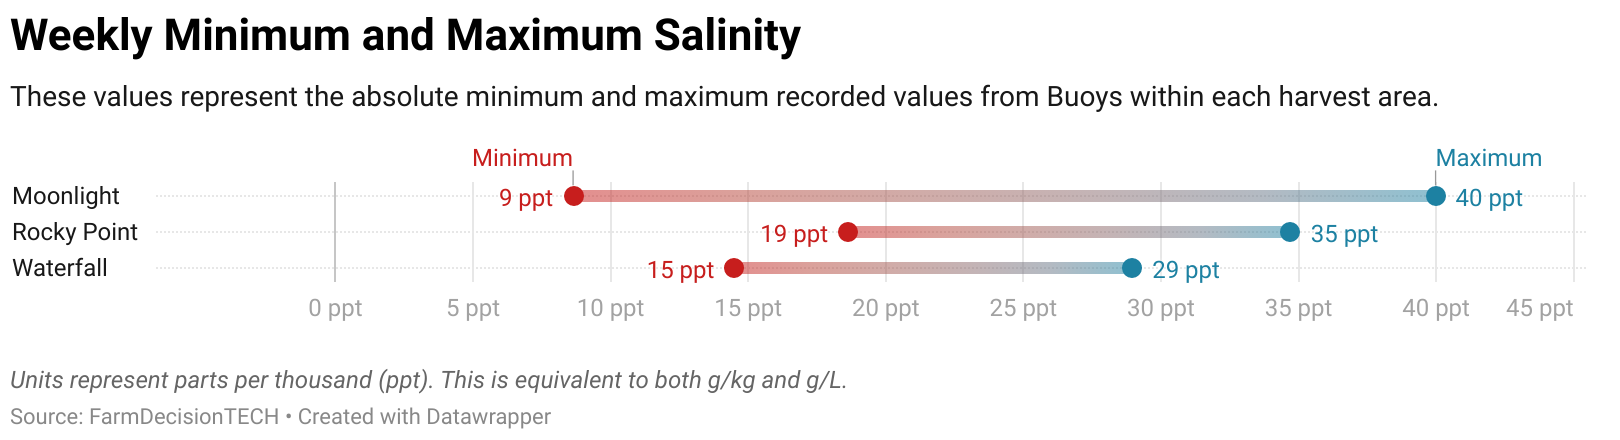 Weekly Minimum and Maximum Salinity
These values represent the absolute minimum and maximum recorded values from Buoys within each harvest area.
Minimum Maximum
Moonlight 9 ppt 40 ppt
Rocky Point 19 ppt 35 ppt
Waterfall 15 ppt 29 ppt
0 ppt 5 ppt 10 ppt 15 ppt 20 ppt 25 ppt 30 ppt 35 ppt 40 ppt 45 ppt
Units represent parts per thousand (ppt). This is equivalent to both g/kg and g/L.
Source: FarmDecisionTECH • Created with Datawrapper